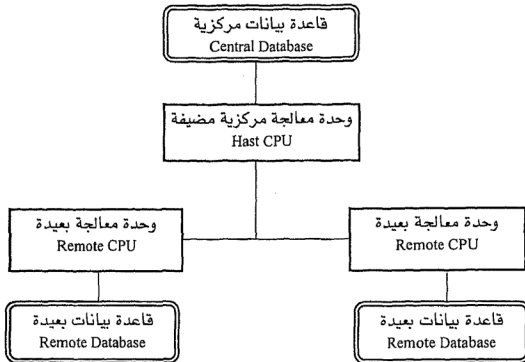 قاعدة بيانات مركزية
Central Database
وحدة معالجة مركزية مضيفة
Hast CPU
وحدة معالجة بعيدة
Remote CPU
وحدة معالجة بعيدة
Remote CPU
قاعدة بيانات بعيدة
Remote Database
قاعدة بيانات بعيدة
Remote Database